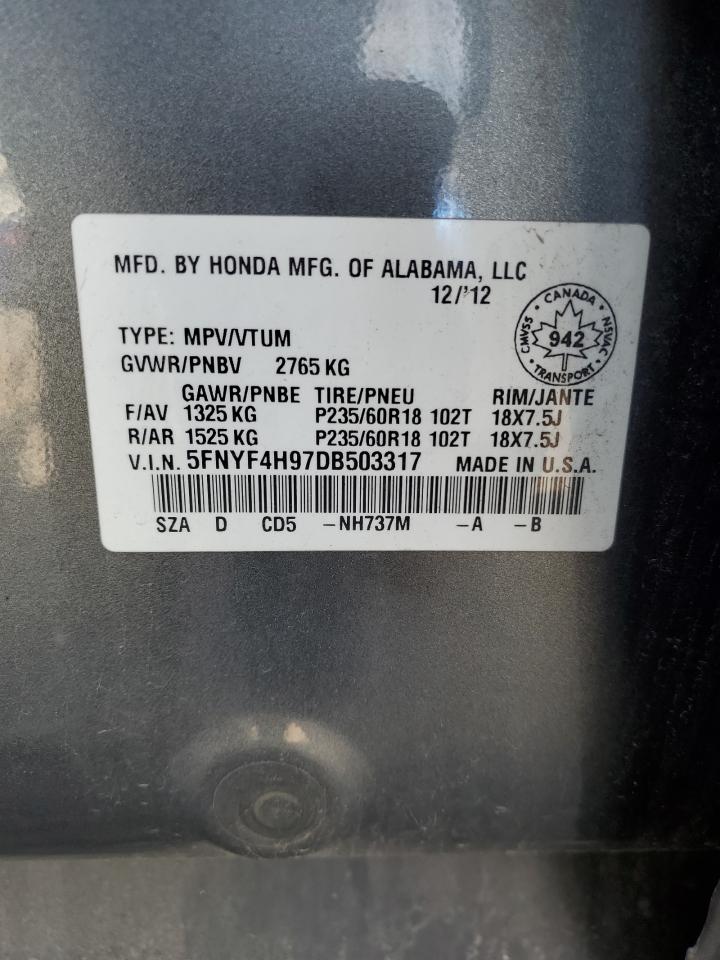 MFD. BY HONDA MFG. OF ALABAMA, LLC
12/'12
TYPE: MPV/VTUM
GVWR/PNBV 2765 KG
CANADA
CMVSS 942 NSVAC
TRANSPORT
GAWR/PNBE TIRE/PNEU RIM/JANTE
F/AV 1325 KG P235/60R18 102T 18X7.5J
R/AR 1525 KG P235/60R18 102T 18X7.5J
V.I.N. 5FNYF4H97DB503317 MADE IN U.S.A.
SZA D CD5 -NH737M -A -B